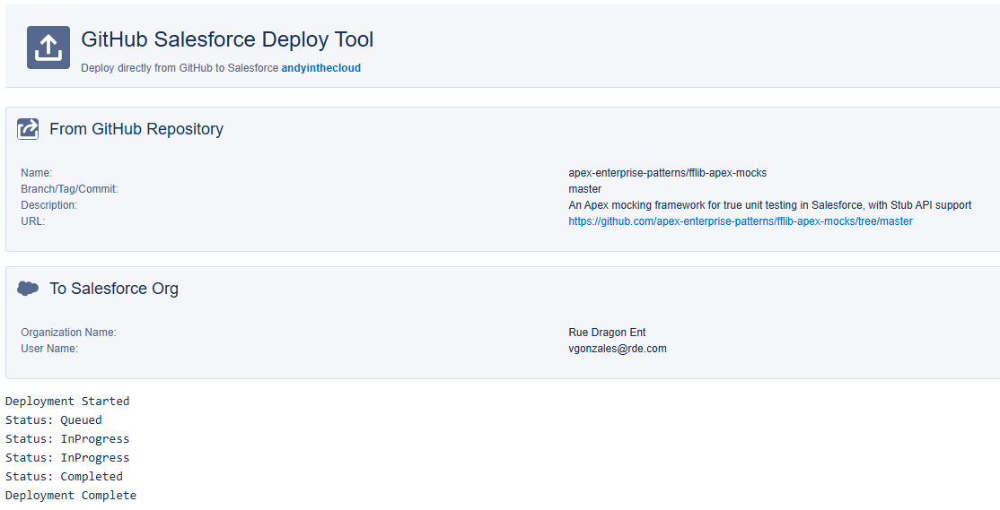 GitHub Salesforce Deploy Tool
Deploy directly from GitHub to Salesforce andyinthecloud
From GitHub Repository
Name: apex-enterprise-patterns/fflib-apex-mocks
Branch/Tag/Commit: master
Description: An Apex mocking framework for true unit testing in Salesforce, with Stub API support
URL: https://github.com/apex-enterprise-patterns/fflib-apex-mocks/tree/master
To Salesforce Org
Organization Name: Rue Dragon Ent
User Name: vgonzales@rde.com
Deployment Started
Status: Queued
Status: InProgress
Status: InProgress
Status: Completed
Deployment Complete